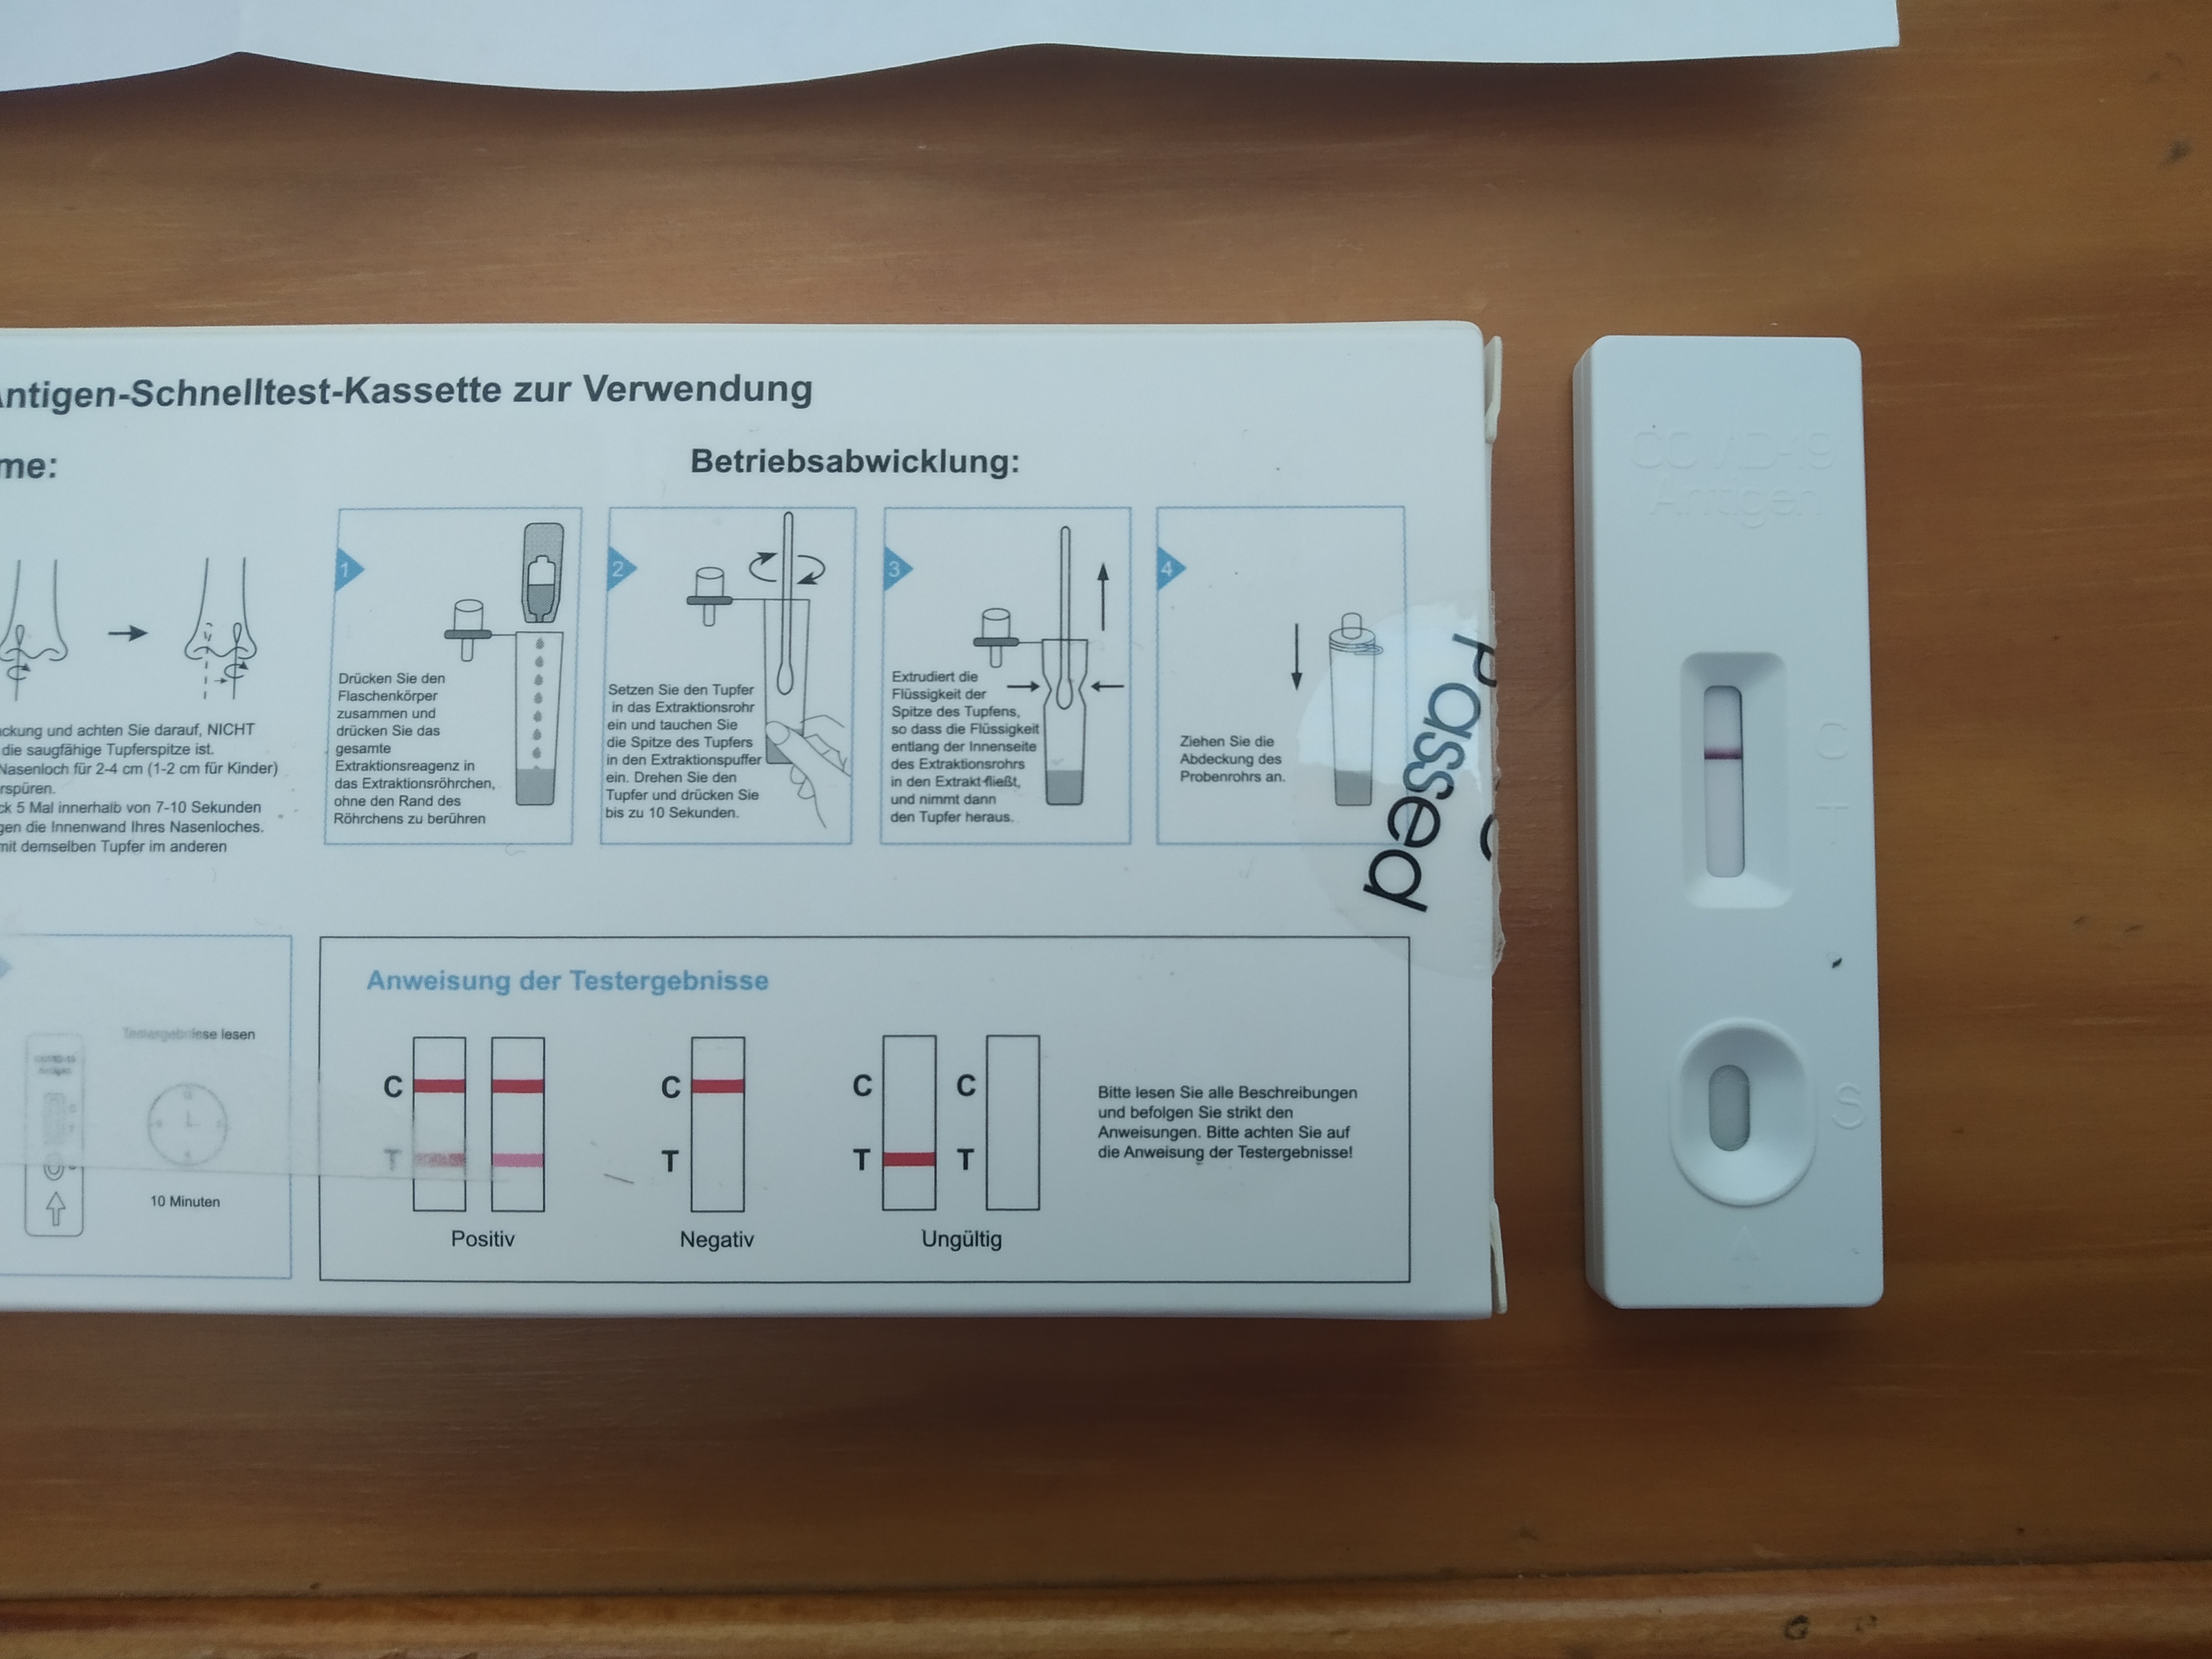 Antigen-Schnelltest-Kassette zur Verwendung
me:
Betriebsabwicklung:
ckung und achten Sie darauf, NICHT
die saugfähige Tupferspitze ist.
Nasenloch für 2-4 cm (1-2 cm für Kinder)
rspüren.
ck 5 Mal innerhalb von 7-10 Sekunden
gen die Innenwand Ihres Nasenloches.
mit demselben Tupfer im anderen
1
Drücken Sie den
Flaschenkörper
zusammen und
drücken Sie das
gesamte
Extraktionsreagenz in
das Extraktionsröhrchen,
ohne den Rand des
Röhrchens zu berühren
2
Setzen Sie den Tupfer
in das Extraktionsrohr
ein und tauchen Sie
die Spitze des Tupfers
in den Extraktionspuffer
ein. Drehen Sie den
Tupfer und drücken Sie
bis zu 10 Sekunden.
3
Extrudiert die
Flüssigkeit der
Spitze des Tupfens,
so dass die Flüssigkeit
entlang der Innenseite
des Extraktionsrohrs
in den Extrakt fließt,
und nimmt dann
den Tupfer heraus.
4
Ziehen Sie die
Abdeckung des
Probenrohrs an.
Passed
Testergebnisse lesen
10 Minuten
Anweisung der Testergebnisse
C C C C
T T T T
Positiv Negativ Ungültig
Bitte lesen Sie alle Beschreibungen
und befolgen Sie strikt den
Anweisungen. Bitte achten Sie auf
die Anweisung der Testergebnisse!
COVID-19
Antigen
C
T
S